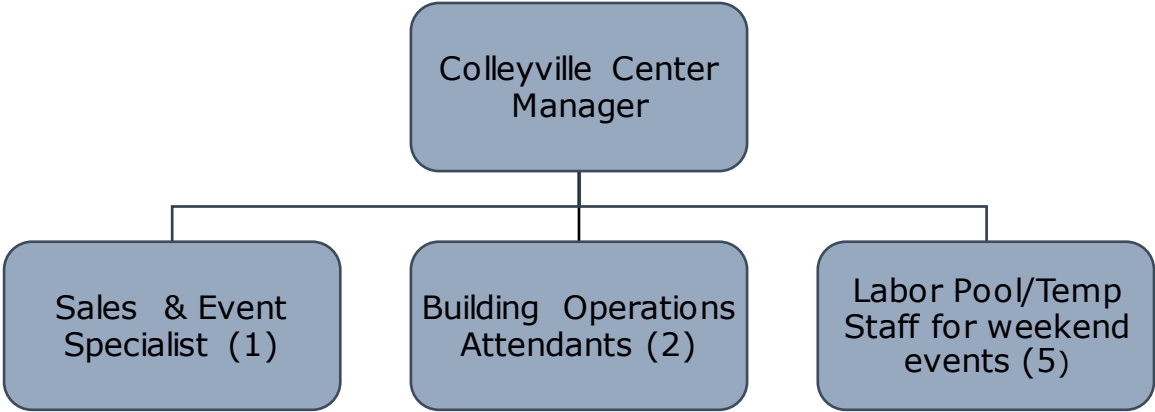 Colleyville Center
Manager
Sales & Event
Specialist (1)
Building Operations
Attendants (2)
Labor Pool/Temp
Staff for weekend
events (5)